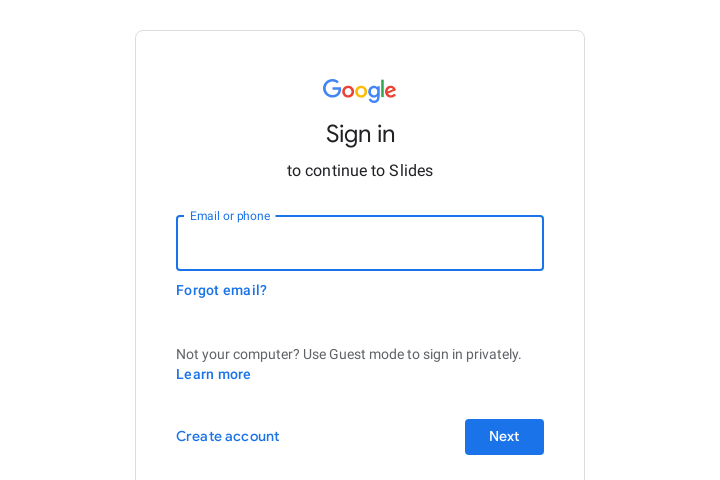 Google
Sign in
to continue to Slides
Email or phone
Forgot email?
Not your computer? Use Guest mode to sign in privately.
Learn more
Create account
Next